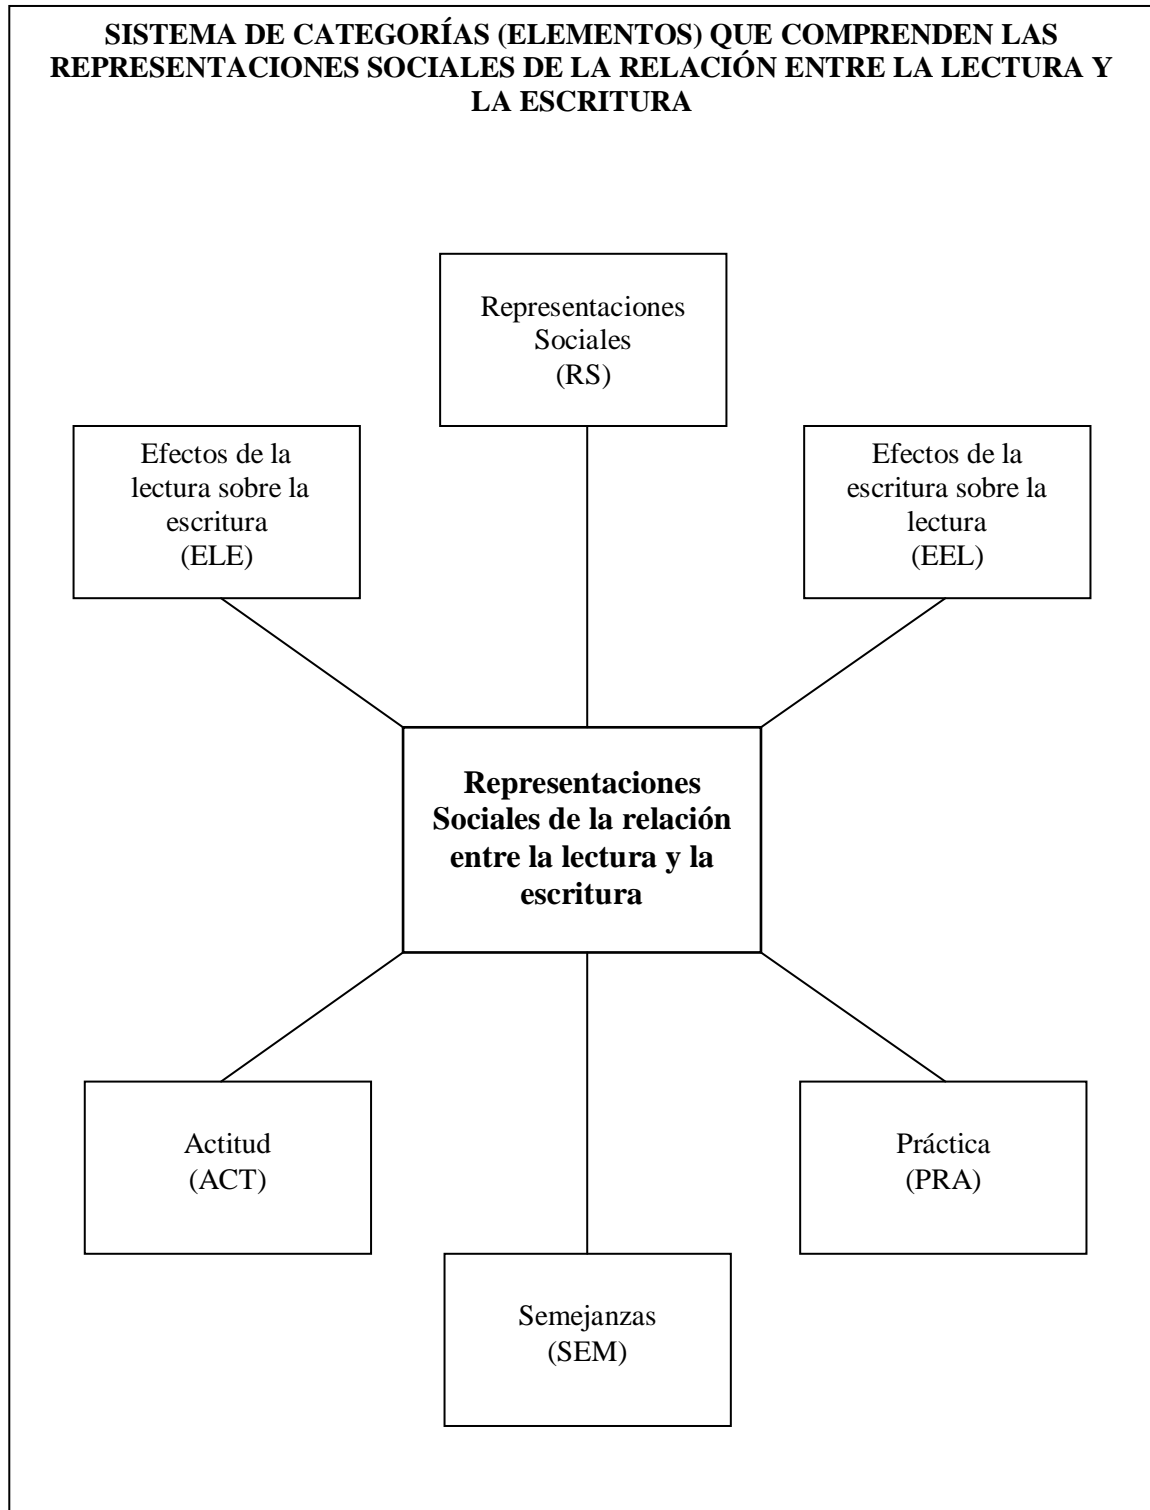 SISTEMA DE CATEGORÍAS (ELEMENTOS) QUE COMPRENDEN LAS
REPRESENTACIONES SOCIALES DE LA RELACIÓN ENTRE LA LECTURA Y
LA ESCRITURA
Representaciones
Sociales
(RS)
Efectos de la
lectura sobre la
escritura
(ELE)
Efectos de la
escritura sobre la
lectura
(EEL)
Representaciones
Sociales de la relación
entre la lectura y la
escritura
Actitud
(ACT)
Práctica
(PRA)
Semejanzas
(SEM)